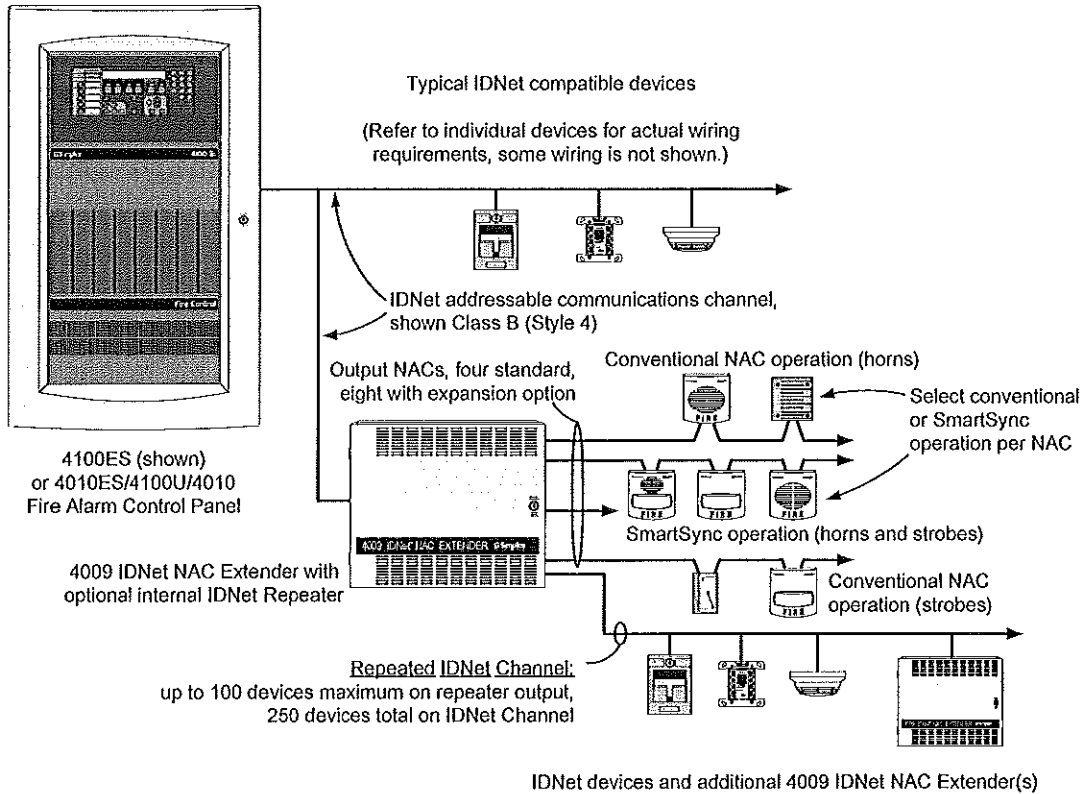 Typical IDNet compatible devices
(Refer to individual devices for actual wiring
requirements, some wiring is not shown.)
Fire Control
IDNet addressable communications channel,
shown Class B (Style 4)
Output NACs, four standard,
eight with expansion option
Conventional NAC operation (horns)
Select conventional
or SmartSync
operation per NAC
FIRE
4100ES (shown)
or 4010ES/4100U/4010
Fire Alarm Control Panel
FIRE
FIRE
FIRE
SmartSync operation (horns and strobes)
4009 IDNet NAC EXTENDER
4009 IDNet NAC Extender with
optional internal IDNet Repeater
FIRE
Conventional NAC
operation (strobes)
Repeated IDNet Channel:
up to 100 devices maximum on repeater output,
250 devices total on IDNet Channel
IDNet devices and additional 4009 IDNet NAC Extender(s)